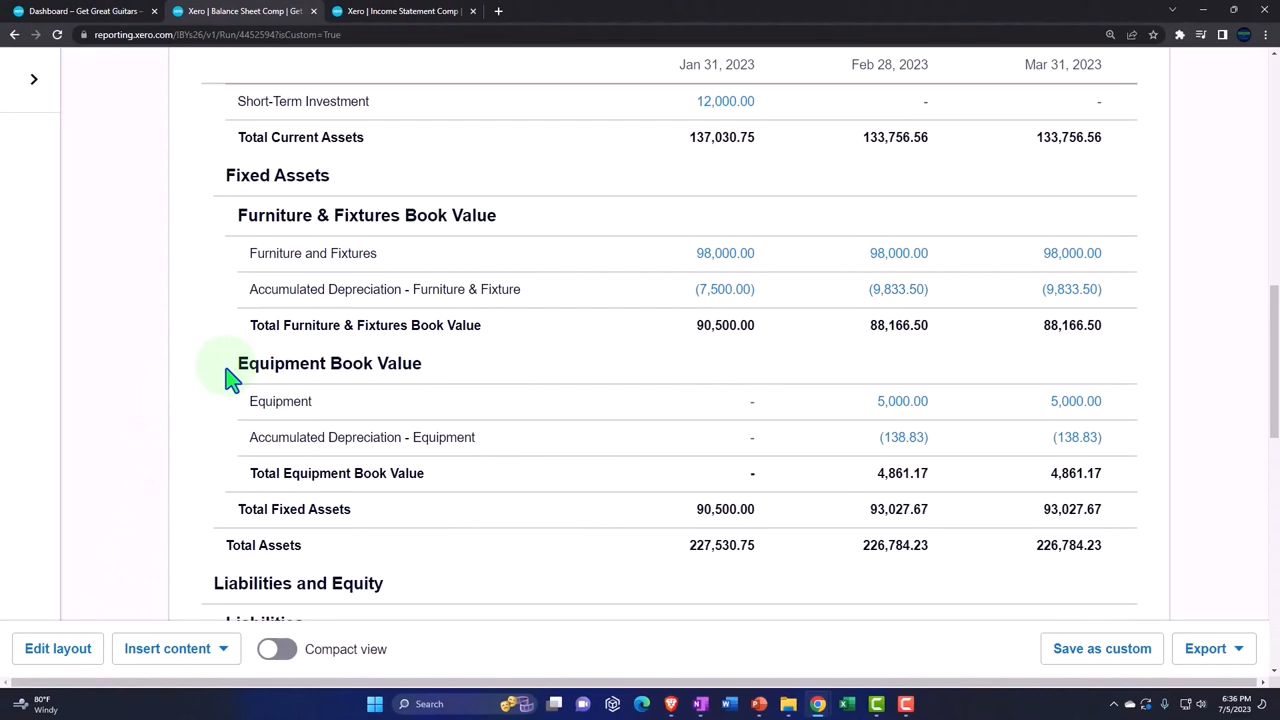 Dashboard – Get Great Guitars –
Xero | Balance Sheet | Get
Xero | Income Statement Comp
reporting.xero.com/IBYs26/v1/Run/4452594?isCustom=True
Jan 31, 2023 Feb 28, 2023 Mar 31, 2023
Short-Term Investment 12,000.00 - -
Total Current Assets 137,030.75 133,756.56 133,756.56
Fixed Assets
Furniture & Fixtures Book Value
Furniture and Fixtures 98,000.00 98,000.00 98,000.00
Accumulated Depreciation - Furniture & Fixture (7,500.00) (9,833.50) (9,833.50)
Total Furniture & Fixtures Book Value 90,500.00 88,166.50 88,166.50
Equipment Book Value
Equipment - 5,000.00 5,000.00
Accumulated Depreciation - Equipment - (138.83) (138.83)
Total Equipment Book Value - 4,861.17 4,861.17
Total Fixed Assets 90,500.00 93,027.67 93,027.67
Total Assets 227,530.75 226,784.23 226,784.23
Liabilities and Equity
Liabilities
Edit layout Insert content Compact view Save as custom Export
80°F
Windy
Search
6:36 PM
7/5/2023